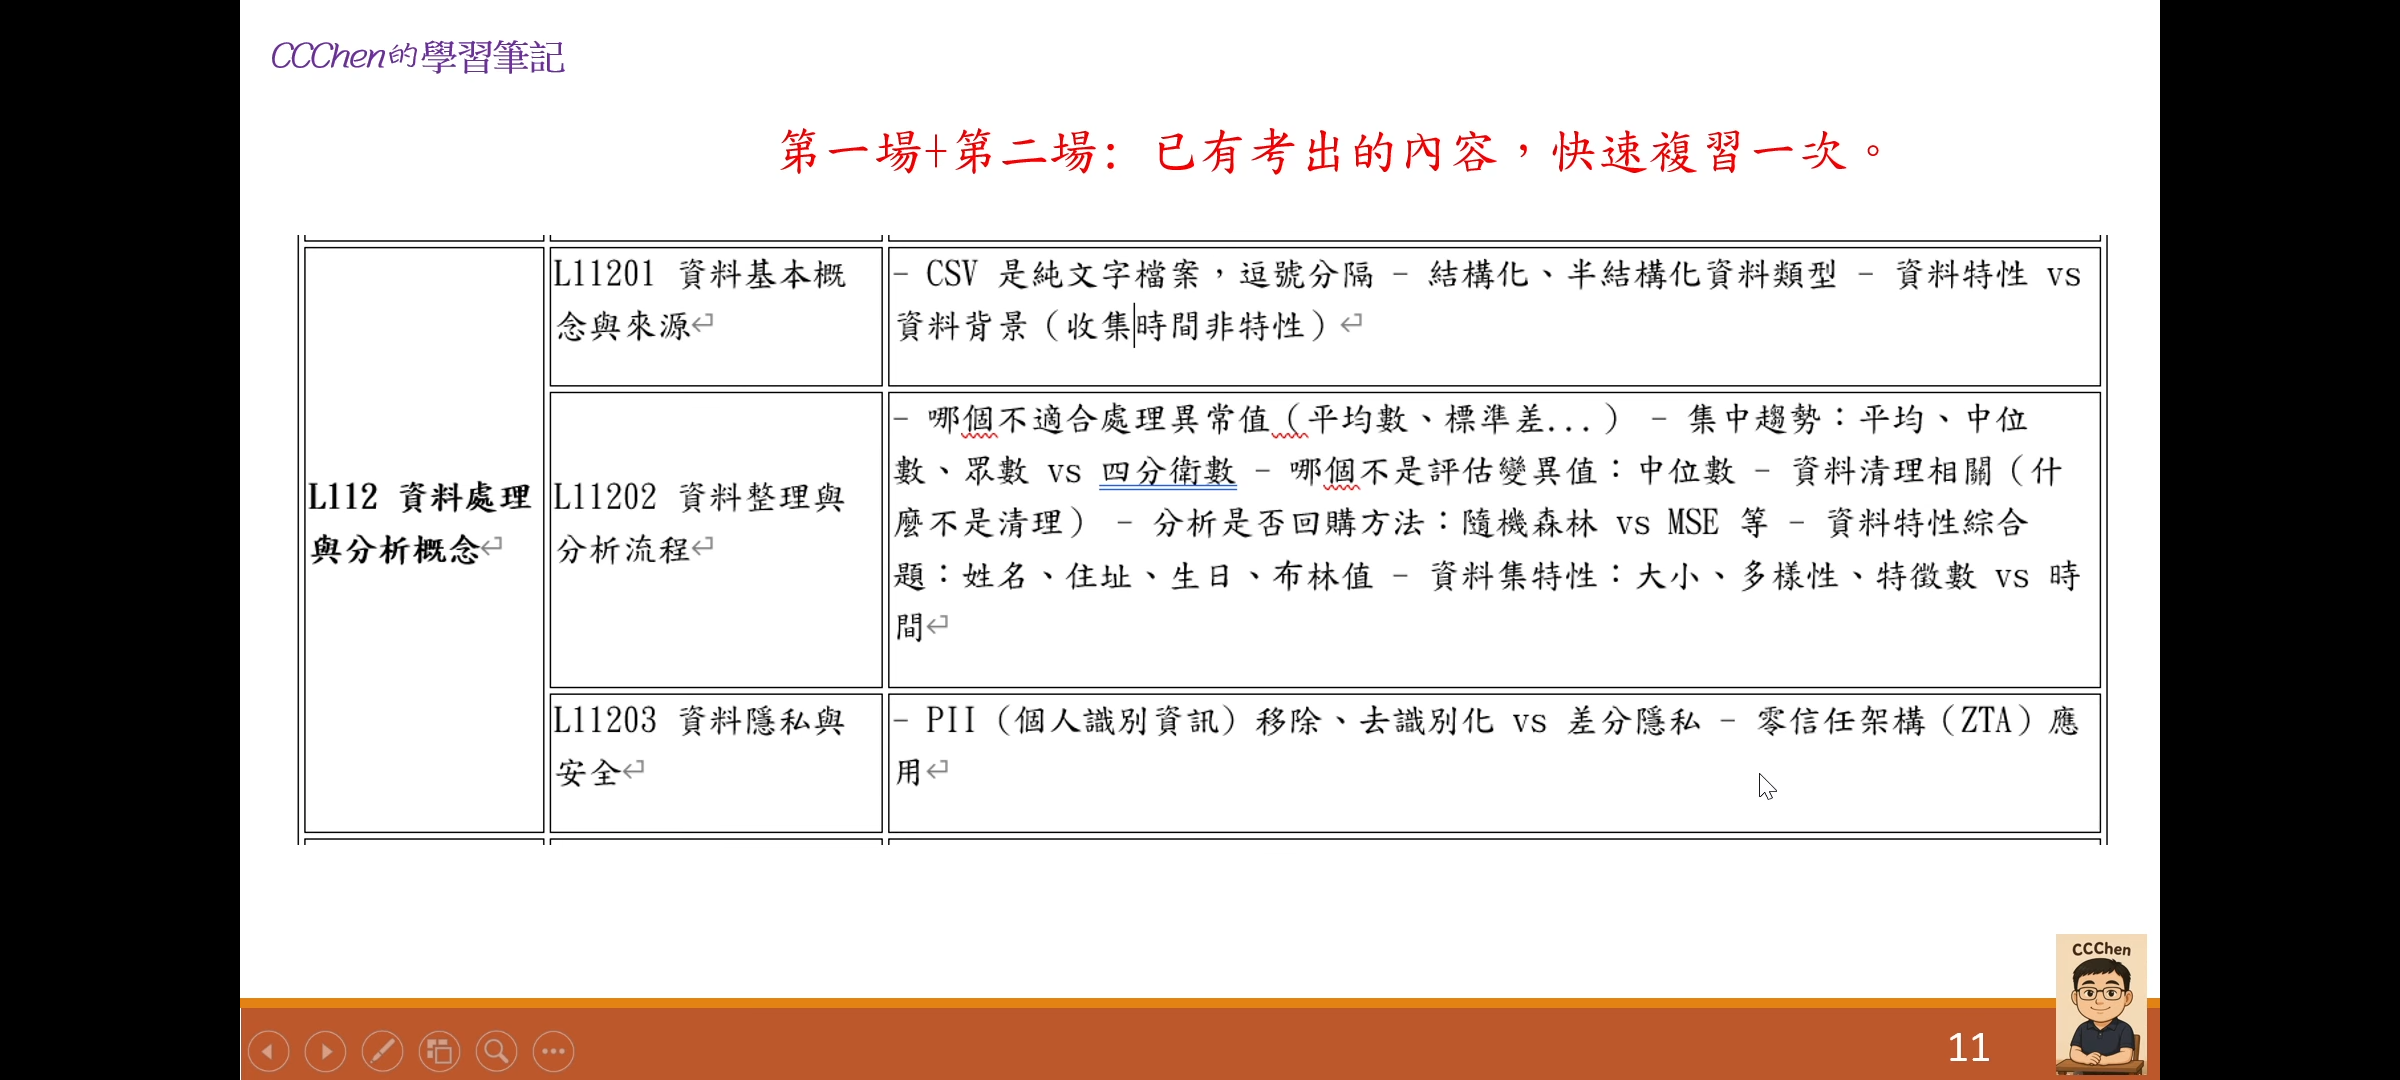 CCChen的學習筆記
第一場+第二場: 已有考出的內容，快速複習一次。
L112 資料處理
與分析概念
L11201 資料基本概
念與來源
- CSV 是純文字檔案，逗號分隔 - 結構化、半結構化資料類型 - 資料特性 vs
資料背景（收集時間非特性）
L11202 資料整理與
分析流程
- 哪個不適合處理異常值（平均數、標準差...） - 集中趨勢：平均、中位
數、眾數 vs 四分衛數 - 哪個不是評估變異值：中位數 - 資料清理相關（什
麼不是清理） - 分析是否回購方法：隨機森林 vs MSE 等 - 資料特性綜合
題：姓名、住址、生日、布林值 - 資料集特性：大小、多樣性、特徵數 vs 時
間
L11203 資料隱私與
安全
- PII（個人識別資訊）移除、去識別化 vs 差分隱私 - 零信任架構（ZTA）應
用
CCChen
11